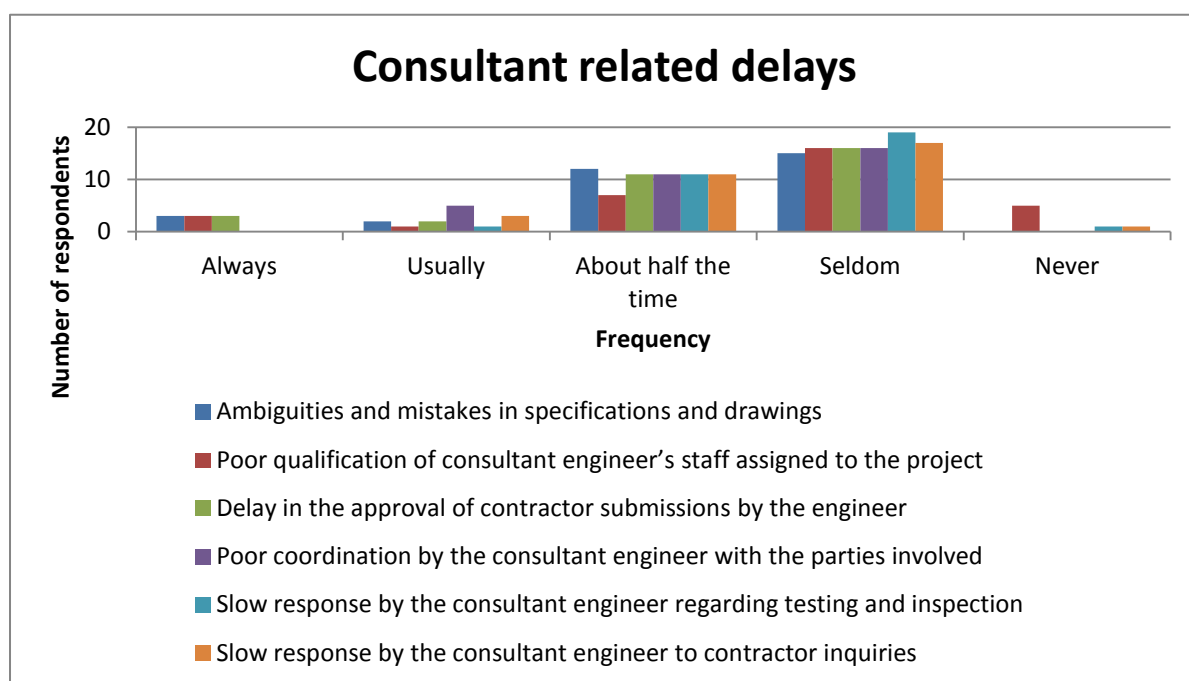 Consultant related delays
Number of respondents
20
10
0
Always
Usually
About half the
time
Seldom
Never
Frequency
Ambiguities and mistakes in specifications and drawings
Poor qualification of consultant engineer’s staff assigned to the project
Delay in the approval of contractor submissions by the engineer
Poor coordination by the consultant engineer with the parties involved
Slow response by the consultant engineer regarding testing and inspection
Slow response by the consultant engineer to contractor inquiries